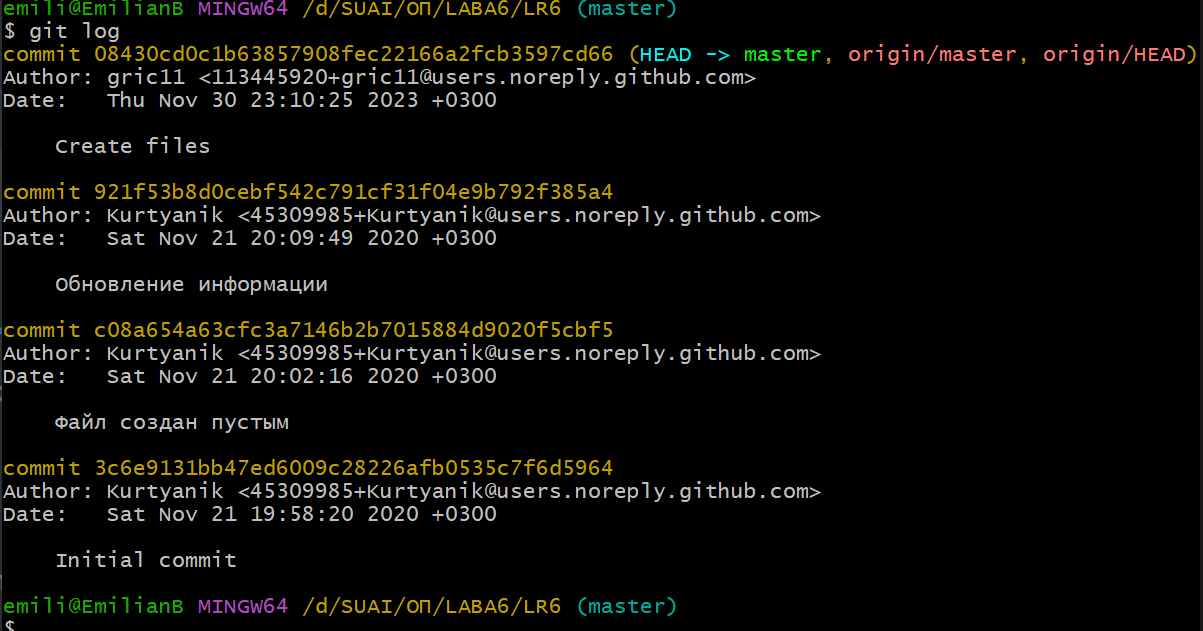 emili@EmilianB MINGW64 /d/SUAI/ОП/LABA6/LR6 (master)
$ git log
commit 08430cd0c1b63857908fec22166a2fcb3597cd66 (HEAD -> master, origin/master, origin/HEAD)
Author: gric11 <113445920+gric11@users.noreply.github.com>
Date:   Thu Nov 30 23:10:25 2023 +0300
Create files
commit 921f53b8d0cebf542c791cf31f04e9b792f385a4
Author: Kurtyanik <45309985+Kurtyanik@users.noreply.github.com>
Date:   Sat Nov 21 20:09:49 2020 +0300
Обновление информации
commit c08a654a63cfc3a7146b2b7015884d9020f5cbf5
Author: Kurtyanik <45309985+Kurtyanik@users.noreply.github.com>
Date:   Sat Nov 21 20:02:16 2020 +0300
Файл создан пустым
commit 3c6e9131bb47ed6009c28226afb0535c7f6d5964
Author: Kurtyanik <45309985+Kurtyanik@users.noreply.github.com>
Date:   Sat Nov 21 19:58:20 2020 +0300
Initial commit
emili@EmilianB MINGW64 /d/SUAI/ОП/LABA6/LR6 (master)
$